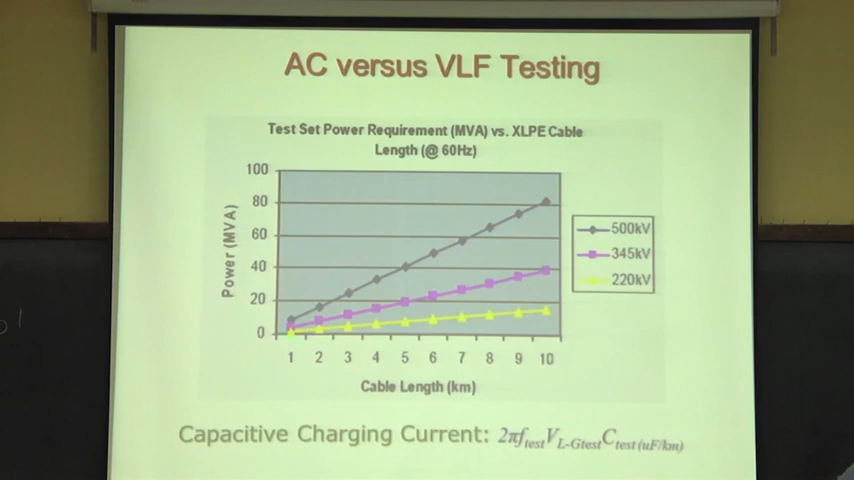 AC versus VLF Testing
Test Set Power Requirement (MVA) vs. XLPE Cable
Length (@ 60Hz)
100
80
60
40
20
0
Power (MVA)
1 2 3 4 5 6 7 8 9 10
Cable Length (km)
500kV
345kV
220kV
Capacitive Charging Current: 2πf_test V_L-Gtest C_test (uF/km)